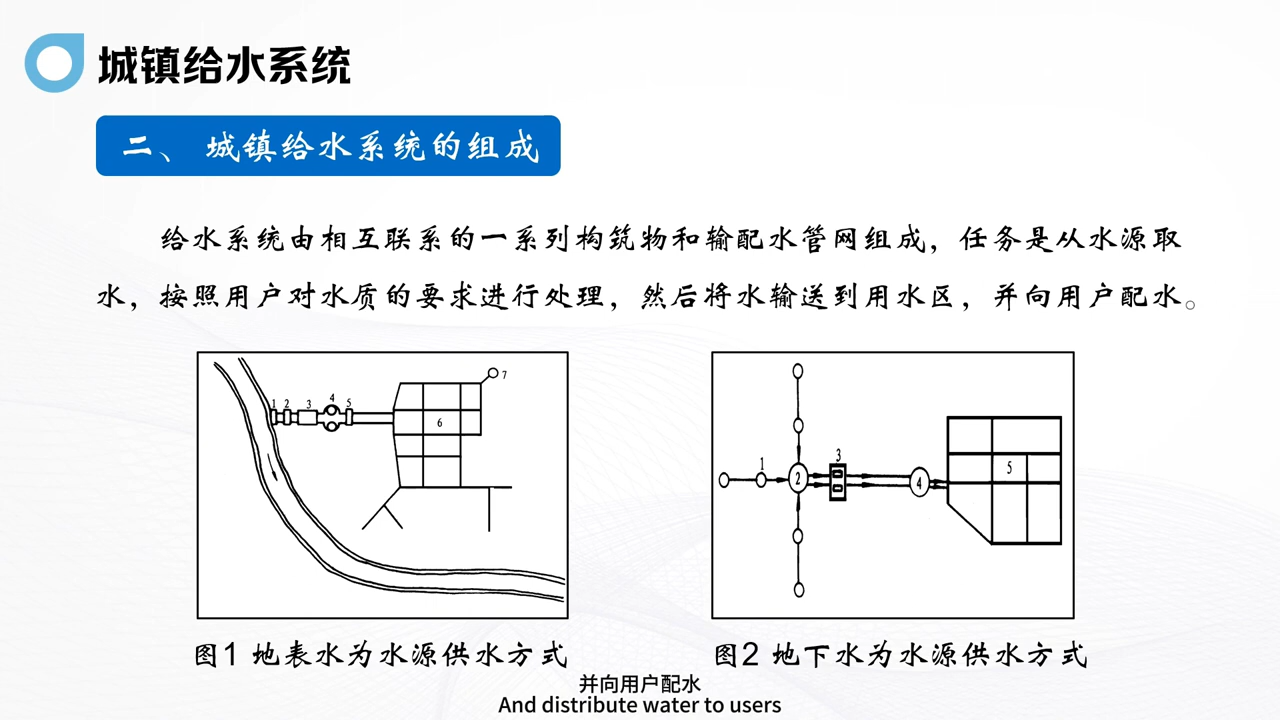 城镇给水系统
二、 城镇给水系统的组成
给水系统由相互联系的一系列构筑物和输配水管网组成，任务是从水源取
水，按照用户对水质的要求进行处理，然后将水输送到用水区，并向用户配水。
1 2 3 4 5 6 7
1 2 3 4 5
图1 地表水为水源供水方式
图2 地下水为水源供水方式
并向用户配水
And distribute water to users